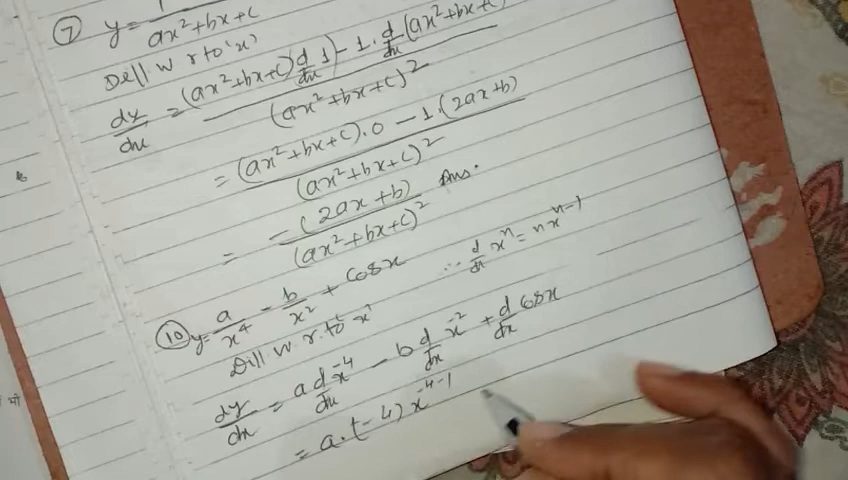 ⑦ y = 1/(ax²+bx+c)
Diff w r to 'x'
dy/dx = ((ax²+bx+c)(d/dx 1) - 1. d/dx(ax²+bx+c))/(ax²+bx+c)²
= ((ax²+bx+c).0 - 1.(2ax+b))/(ax²+bx+c)²
= -(2ax+b)/(ax²+bx+c)² Ans.
⑩ y = a/x⁴ - b/x² + cosx ∴ d/dx xⁿ = nxⁿ⁻¹
Diff w r to 'x'
dy/dx = a d/dx x⁻⁴ - b d/dx x⁻² + d/dx cosx
= a.(-4) x⁻⁴⁻¹